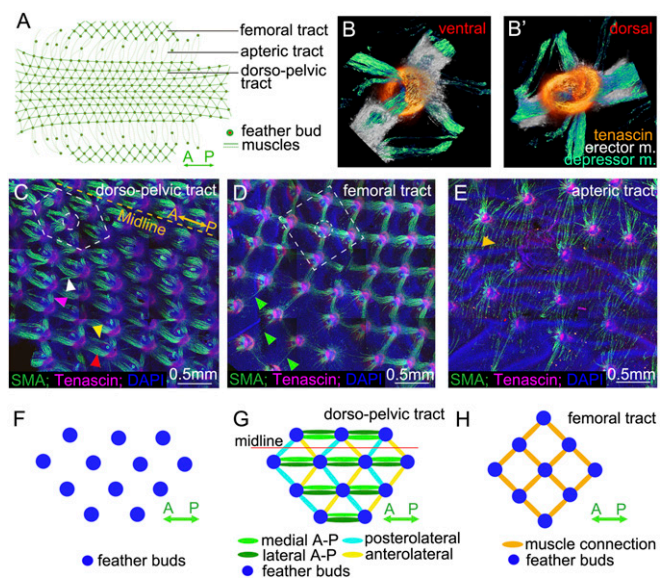 A
femoral tract
apteric tract
dorso-pelvic
tract
feather bud
muscles
A P
B
ventral
B'
dorsal
tenascin
erector m.
depressor m.
C
dorso-pelvic tract
Midline
A
P
SMA; Tenascin; DAPI
0.5mm
D
femoral tract
SMA; Tenascin; DAPI
0.5mm
E
apteric tract
SMA; Tenascin; DAPI
0.5mm
F
A P
feather buds
G
dorso-pelvic tract
midline
A P
medial A-P
posterolateral
lateral A-P
anterolateral
feather buds
H
femoral tract
A P
muscle connection
feather buds